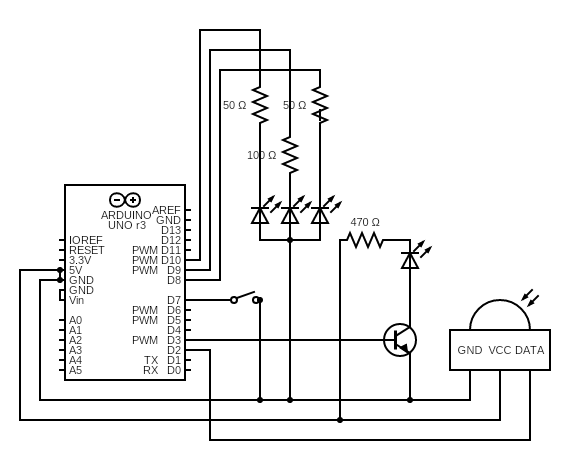 50 Ω
50 Ω
100 Ω
ARDUINO
UNO r3
AREF
GND
D13
IOREF
D12
RESET
PWM D11
3.3V
PWM D10
5V
PWM D9
GND
D8
GND
Vin
D7
PWM D6
A0
PWM D5
A1
D4
A2
PWM D3
A3
D2
A4
TX D1
A5
RX D0
470 Ω
GND VCC DATA